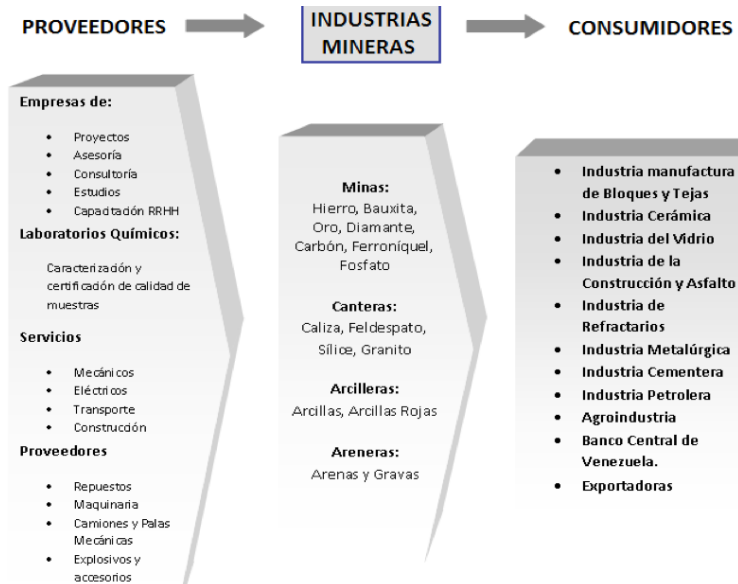 PROVEEDORES
INDUSTRIAS
MINERAS
CONSUMIDORES
Empresas de:
• Proyectos
• Asesoría
• Consultoría
• Estudios
• Capacitación RRHH
Laboratorios Químicos:
Caracterización y
certificación de calidad de
muestras
Servicios
• Mecánicos
• Eléctricos
• Transporte
• Construcción
Proveedores
• Repuestos
• Maquinaria
• Camiones y Palas
Mecánicas
• Explosivos y
accesorios
Minas:
Hierro, Bauxita,
Oro, Diamante,
Carbón, Ferroníquel,
Fosfato
Canteras:
Caliza, Feldespato,
Sílice, Granito
Arcilleras:
Arcillas, Arcillas Rojas
Areneras:
Arenas y Gravas
• Industria manufactura
de Bloques y Tejas
• Industria Cerámica
• Industria del Vidrio
• Industria de la
Construcción y Asfalto
• Industria de
Refractarios
• Industria Metalúrgica
• Industria Cementera
• Industria Petrolera
• Agroindustria
• Banco Central de
Venezuela.
• Exportadoras